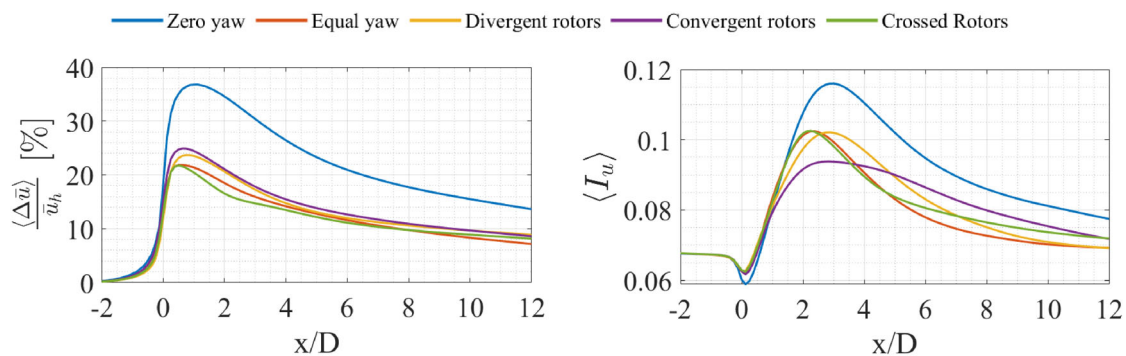 Zero yaw Equal yaw Divergent rotors Convergent rotors Crossed Rotors
⟨Δū⟩/ū_h [%]
40
30
20
10
0
-2 0 2 4 6 8 10 12
x/D
⟨I_u⟩
0.12
0.1
0.08
0.06
-2 0 2 4 6 8 10 12
x/D